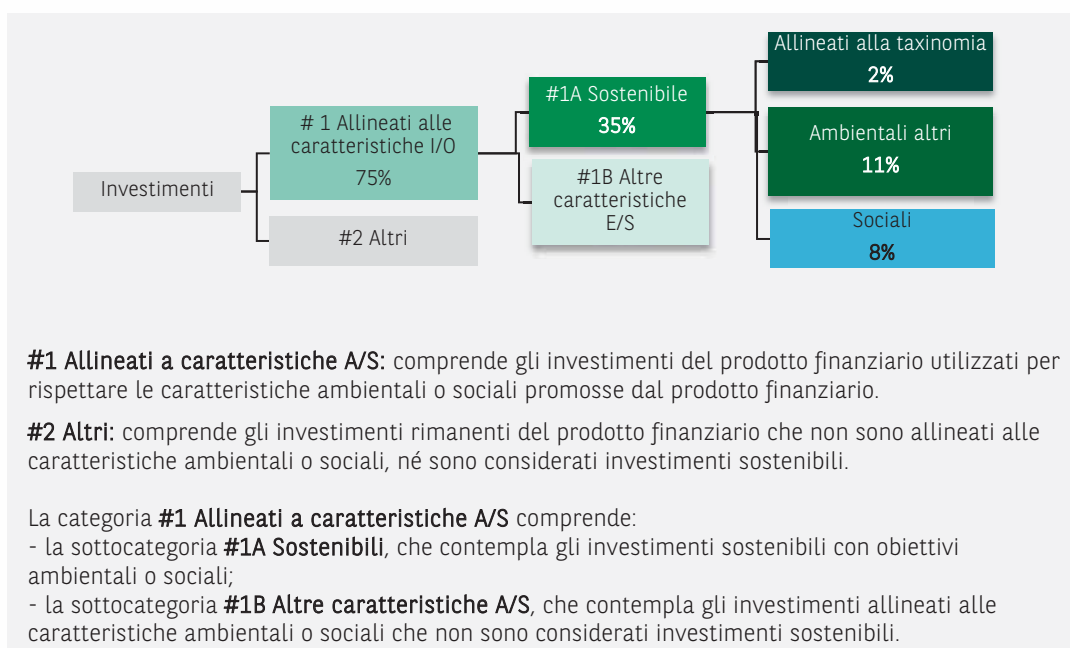 Allineati alla taxinomia
2%
#1A Sostenibile
35%
# 1 Allineati alle
caratteristiche I/O
75%
Ambientali altri
11%
Investimenti
#1B Altre
caratteristiche
E/S
#2 Altri
Sociali
8%
#1 Allineati a caratteristiche A/S: comprende gli investimenti del prodotto finanziario utilizzati per
rispettare le caratteristiche ambientali o sociali promosse dal prodotto finanziario.
#2 Altri: comprende gli investimenti rimanenti del prodotto finanziario che non sono allineati alle
caratteristiche ambientali o sociali, né sono considerati investimenti sostenibili.
La categoria #1 Allineati a caratteristiche A/S comprende:
- la sottocategoria #1A Sostenibili, che contempla gli investimenti sostenibili con obiettivi
ambientali o sociali;
- la sottocategoria #1B Altre caratteristiche A/S, che contempla gli investimenti allineati alle
caratteristiche ambientali o sociali che non sono considerati investimenti sostenibili.